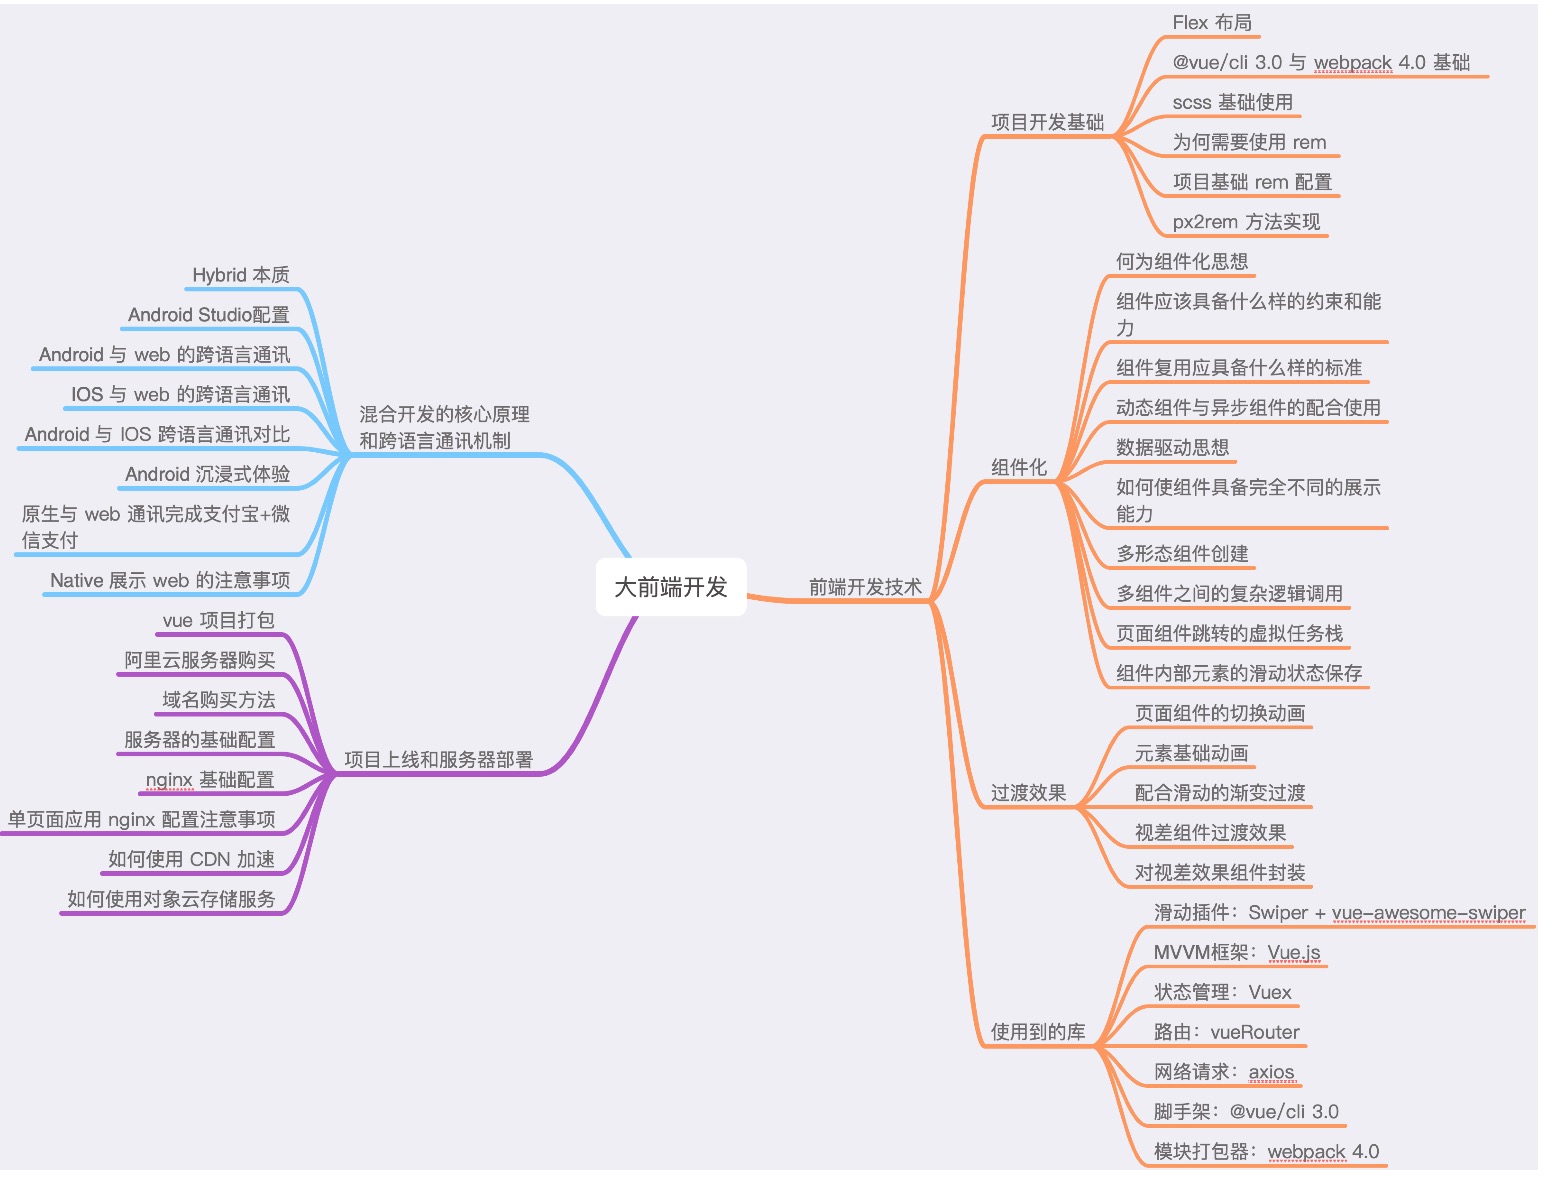 大前端开发
前端开发技术
项目开发基础
Flex 布局
@vue/cli 3.0 与 webpack 4.0 基础
scss 基础使用
为何需要使用 rem
项目基础 rem 配置
px2rem 方法实现
组件化
何为组件化思想
组件应该具备什么样的约束和能
力
组件复用应具备什么样的标准
动态组件与异步组件的配合使用
数据驱动思想
如何使组件具备完全不同的展示
能力
多形态组件创建
多组件之间的复杂逻辑调用
页面组件跳转的虚拟任务栈
组件内部元素的滑动状态保存
过渡效果
页面组件的切换动画
元素基础动画
配合滑动的渐变过渡
视差组件过渡效果
对视差效果组件封装
使用到的库
滑动插件：Swiper + vue-awesome-swiper
MVVM框架：Vue.js
状态管理：Vuex
路由：vueRouter
网络请求：axios
脚手架：@vue/cli 3.0
模块打包器：webpack 4.0
混合开发的核心原理
和跨语言通讯机制
Hybrid 本质
Android Studio配置
Android 与 web 的跨语言通讯
IOS 与 web 的跨语言通讯
Android 与 IOS 跨语言通讯对比
Android 沉浸式体验
原生与 web 通讯完成支付宝+微
信支付
Native 展示 web 的注意事项
项目上线和服务器部署
vue 项目打包
阿里云服务器购买
域名购买方法
服务器的基础配置
nginx 基础配置
单页面应用 nginx 配置注意事项
如何使用 CDN 加速
如何使用对象云存储服务